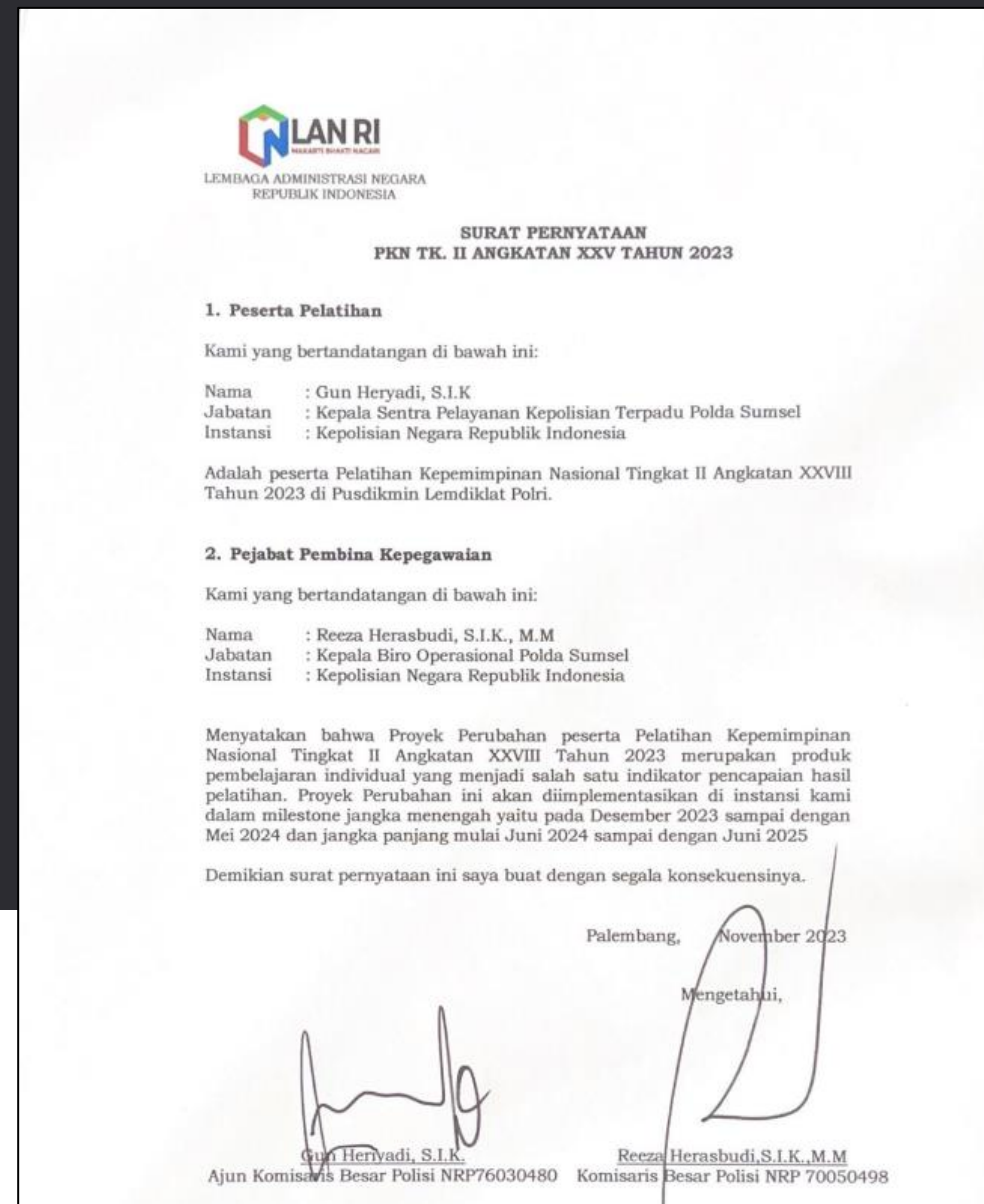 LAN RI
MAKARTI BHAKTI NAGARI
LEMBAGA ADMINISTRASI NEGARA
REPUBLIK INDONESIA
SURAT PERNYATAAN
PKN TK. II ANGKATAN XXV TAHUN 2023
1. Peserta Pelatihan
Kami yang bertandatangan di bawah ini:
Nama : Gun Heryadi, S.I.K
Jabatan : Kepala Sentra Pelayanan Kepolisian Terpadu Polda Sumsel
Instansi : Kepolisian Negara Republik Indonesia
Adalah peserta Pelatihan Kepemimpinan Nasional Tingkat II Angkatan XXVIII
Tahun 2023 di Pusdikmin Lemdiklat Polri.
2. Pejabat Pembina Kepegawaian
Kami yang bertandatangan di bawah ini:
Nama : Reeza Herasbudi, S.I.K., M.M
Jabatan : Kepala Biro Operasional Polda Sumsel
Instansi : Kepolisian Negara Republik Indonesia
Menyatakan bahwa Proyek Perubahan peserta Pelatihan Kepemimpinan
Nasional Tingkat II Angkatan XXVIII Tahun 2023 merupakan produk
pembelajaran individual yang menjadi salah satu indikator pencapaian hasil
pelatihan. Proyek Perubahan ini akan diimplementasikan di instansi kami
dalam milestone jangka menengah yaitu pada Desember 2023 sampai dengan
Mei 2024 dan jangka panjang mulai Juni 2024 sampai dengan Juni 2025
Demikian surat pernyataan ini saya buat dengan segala konsekuensinya.
Palembang, November 2023
Mengetahui,
Gun Heriyadi, S.I.K. Reeza Herasbudi,S.I.K.,M.M
Ajun Komisaris Besar Polisi NRP76030480 Komisaris Besar Polisi NRP 70050498